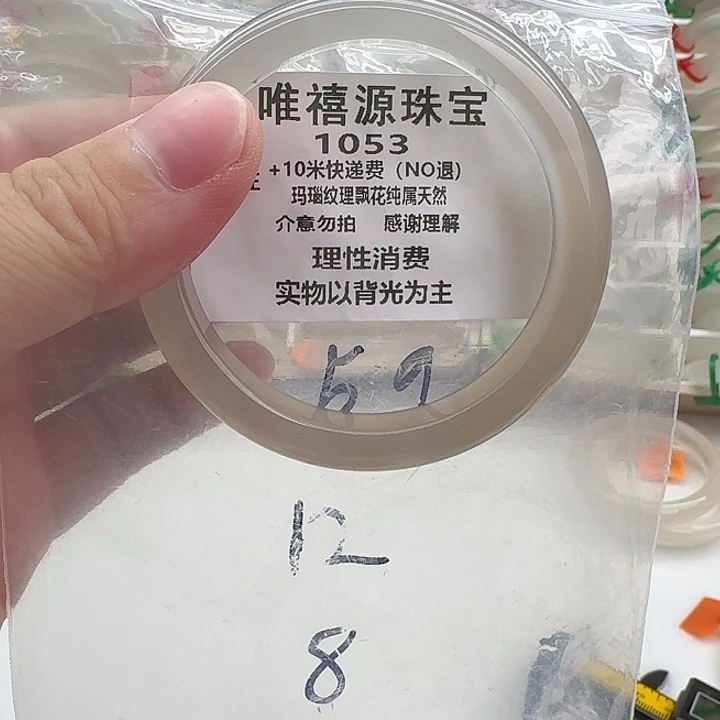 唯禧源珠宝
1053
+10米快递费（NO退)
玛瑙纹理飘花纯属天然
介意勿拍 感谢理解
理性消费
实物以背光为主
59
12
8